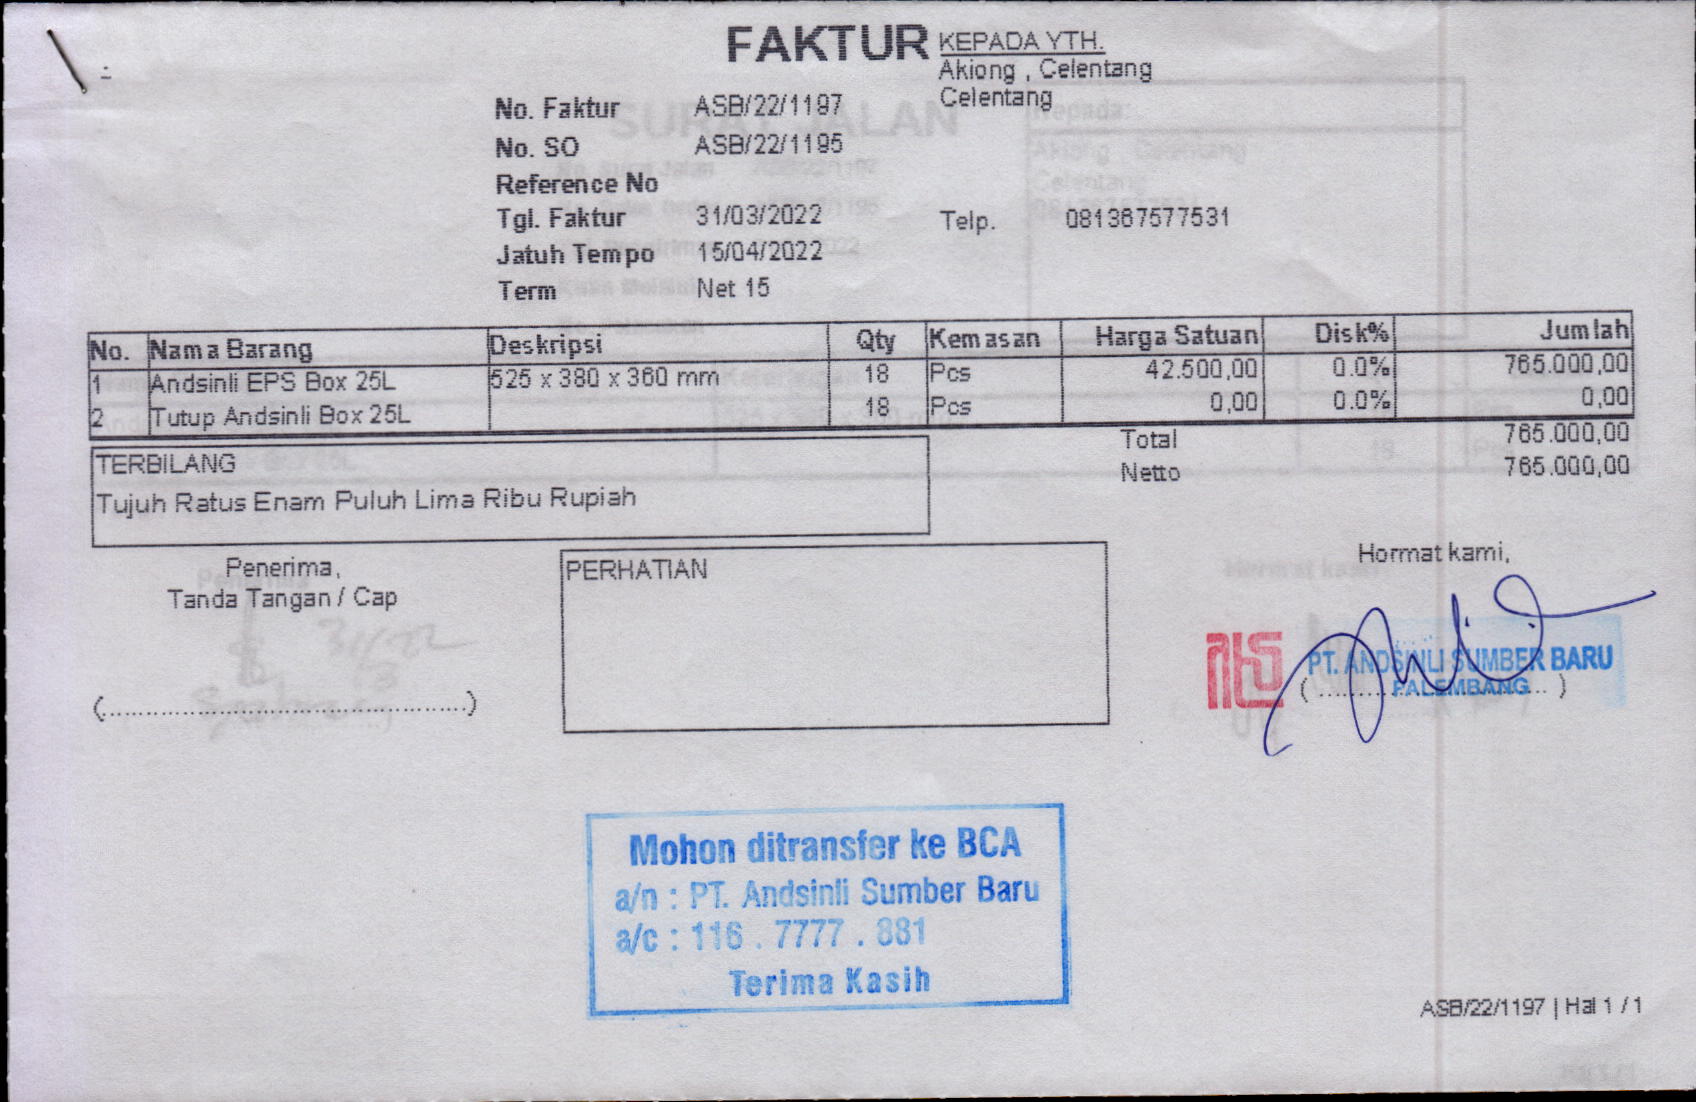 FAKTUR
KEPADA YTH.
Akiong , Celentang
Celentang
No. Faktur ASB/22/1197
No. SO ASB/22/1195
Reference No
Tgl. Faktur 31/03/2022
Telp. 081367577531
Jatuh Tempo 15/04/2022
Term Net 15
No. Nama Barang Deskripsi Qty Kemasan Harga Satuan Disk% Jumlah
1 Andsinli EPS Box 25L 525 x 380 x 360 mm 18 Pcs 42.500,00 0.0% 765.000,00
2 Tutup Andsinli Box 25L 18 Pcs 0,00 0.0% 0,00
Total 765.000,00
Netto 765.000,00
TERBILANG
Tujuh Ratus Enam Puluh Lima Ribu Rupiah
Penerima,
Tanda Tangan / Cap
PERHATIAN
Hormat kami,
PT. ANDSINLI SUMBER BARU
PALEMBANG
Mohon ditransfer ke BCA
a/n : PT. Andsinli Sumber Baru
a/c : 116 . 7777 . 881
Terima Kasih
ASB/22/1197 | Hal 1 / 1